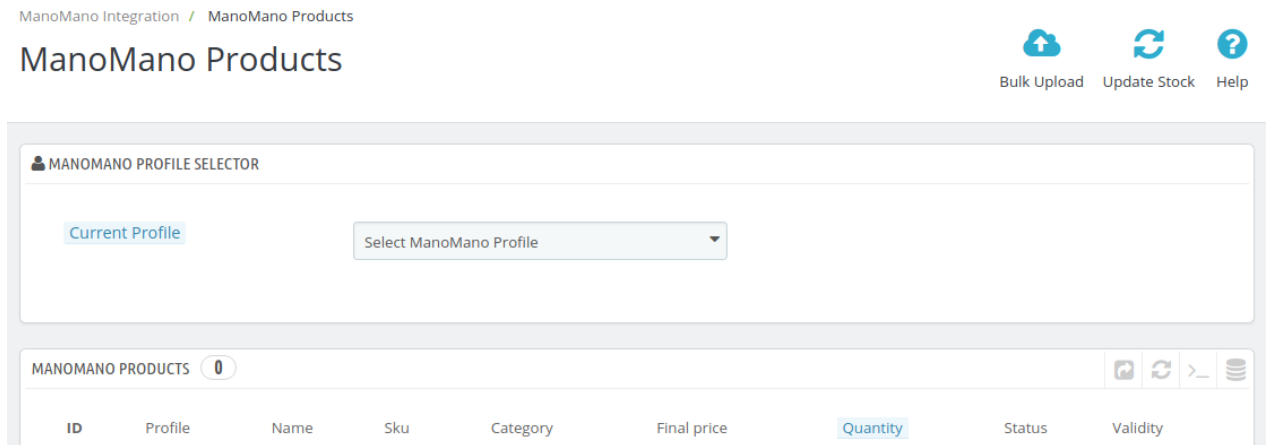 ManoMano Integration / ManoMano Products
ManoMano Products
Bulk Upload Update Stock Help
MANOMANO PROFILE SELECTOR
Current Profile
Select ManoMano Profile
MANOMANO PRODUCTS 0
ID Profile Name Sku Category Final price Quantity Status Validity